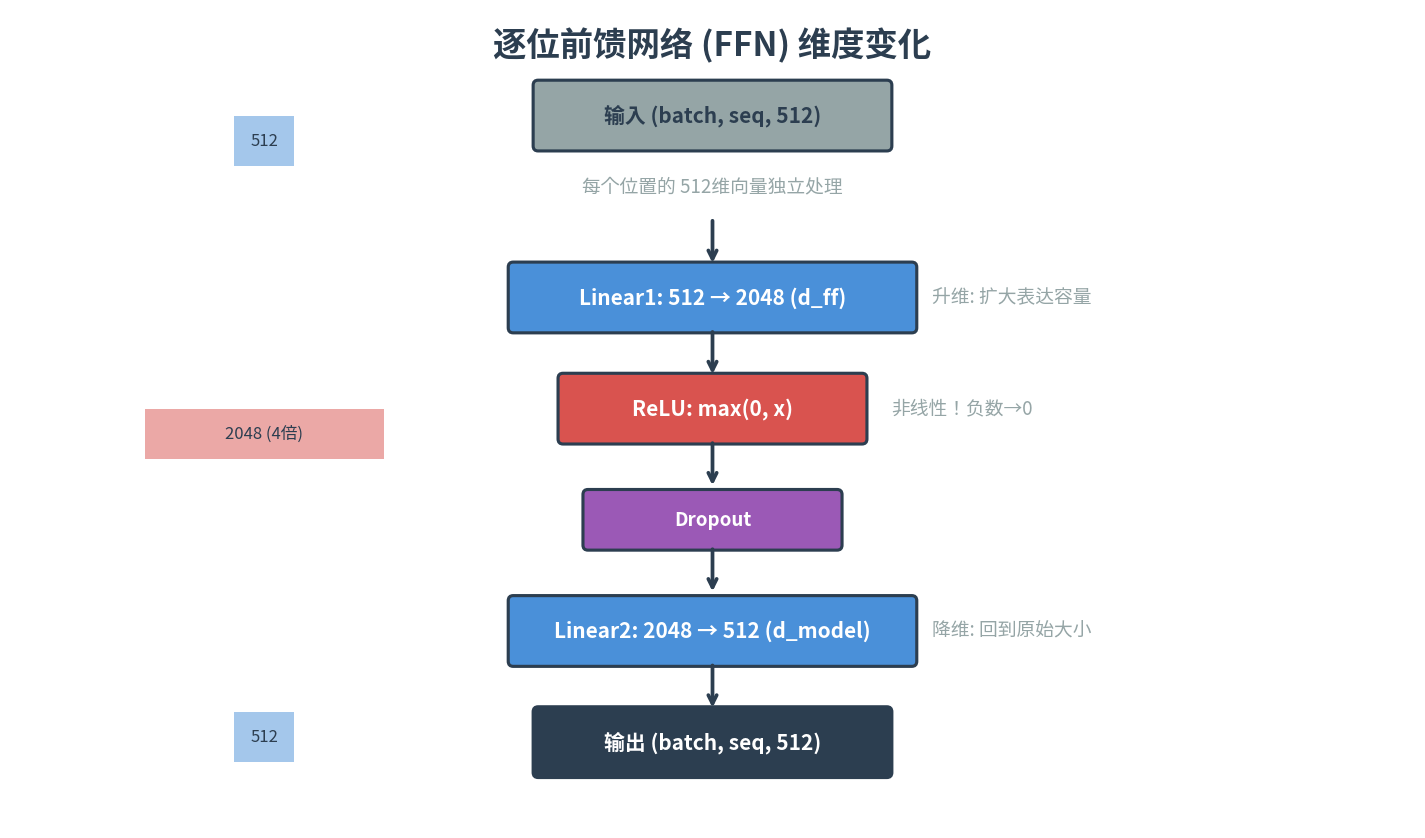 逐位前馈网络 (FFN) 维度变化
输入 (batch, seq, 512)
512
每个位置的 512维向量独立处理
Linear1: 512 → 2048 (d_ff)
升维: 扩大表达容量
ReLU: max(0, x)
非线性！负数→0
2048 (4倍)
Dropout
Linear2: 2048 → 512 (d_model)
降维: 回到原始大小
512
输出 (batch, seq, 512)